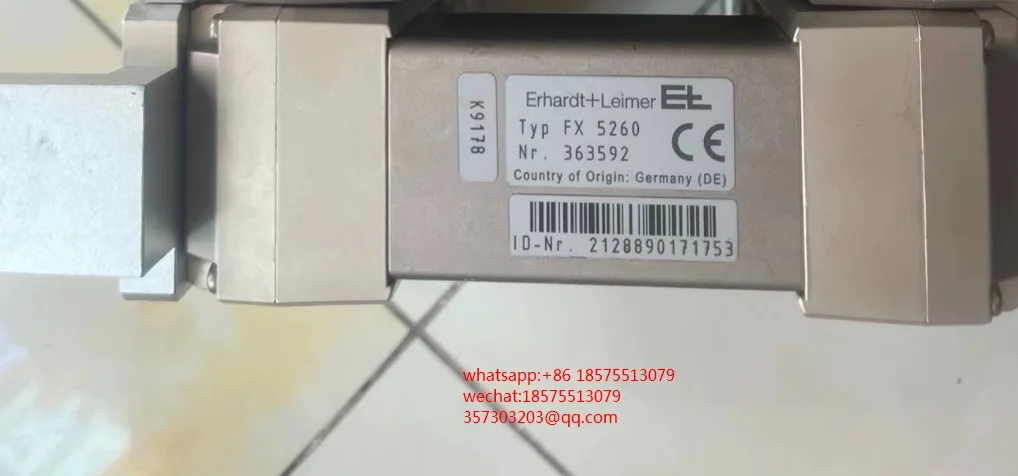 K9178
Erhardt+Leimer E+L
Typ FX 5260
Nr. 363592
CE
Country of Origin: Germany (DE)
ID-Nr. 2128890171753
whatsapp:+86 18575513079
wechat:18575513079
357303203@qq.com